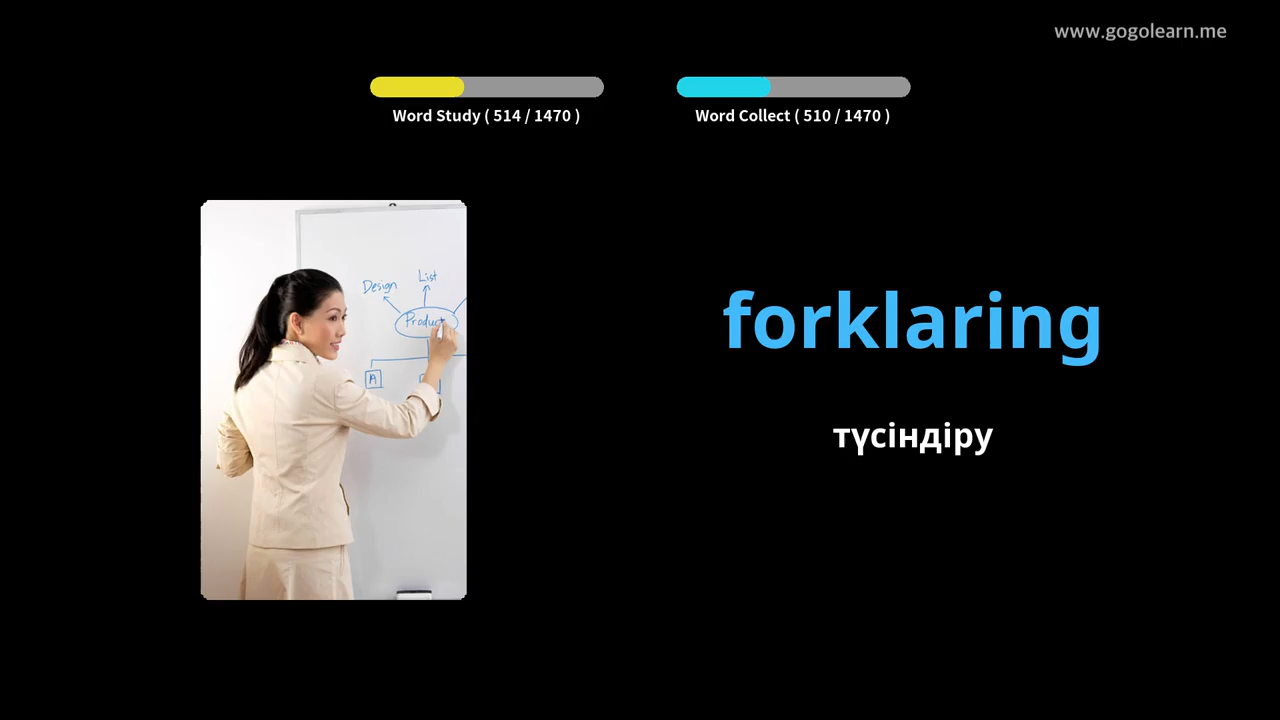 www.gogolearn.me
Word Study ( 514 / 1470 )
Word Collect ( 510 / 1470 )
Design
List
Product
A
forklaring
түсіндіру